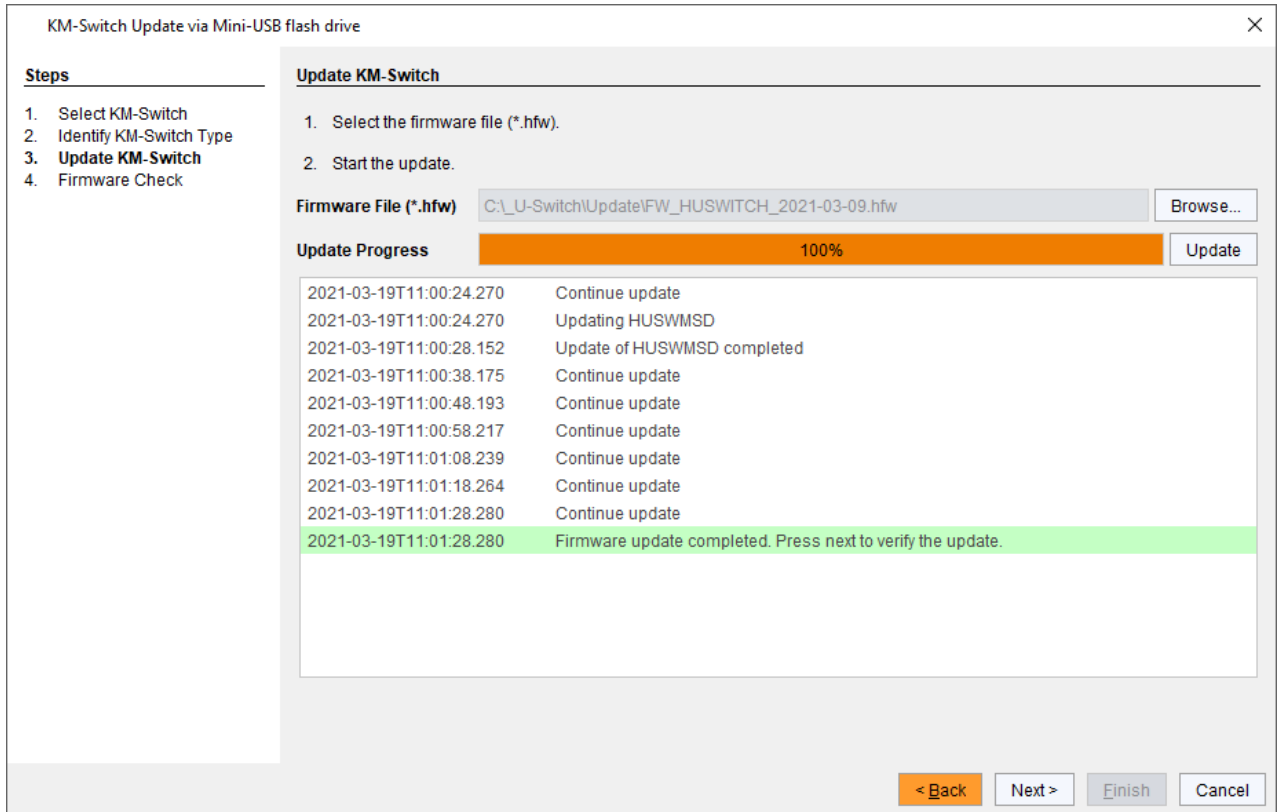 KM-Switch Update via Mini-USB flash drive
Steps
1. Select KM-Switch
2. Identify KM-Switch Type
3. Update KM-Switch
4. Firmware Check
Update KM-Switch
1. Select the firmware file (*.hfw).
2. Start the update.
Firmware File (*.hfw) C:\_U-Switch\Update\FW_HUSWITCH_2021-03-09.hfw Browse...
Update Progress 100% Update
2021-03-19T11:00:24.270 Continue update
2021-03-19T11:00:24.270 Updating HUSWMSD
2021-03-19T11:00:28.152 Update of HUSWMSD completed
2021-03-19T11:00:38.175 Continue update
2021-03-19T11:00:48.193 Continue update
2021-03-19T11:00:58.217 Continue update
2021-03-19T11:01:08.239 Continue update
2021-03-19T11:01:18.264 Continue update
2021-03-19T11:01:28.280 Continue update
2021-03-19T11:01:28.280 Firmware update completed. Press next to verify the update.
< Back Next > Finish Cancel